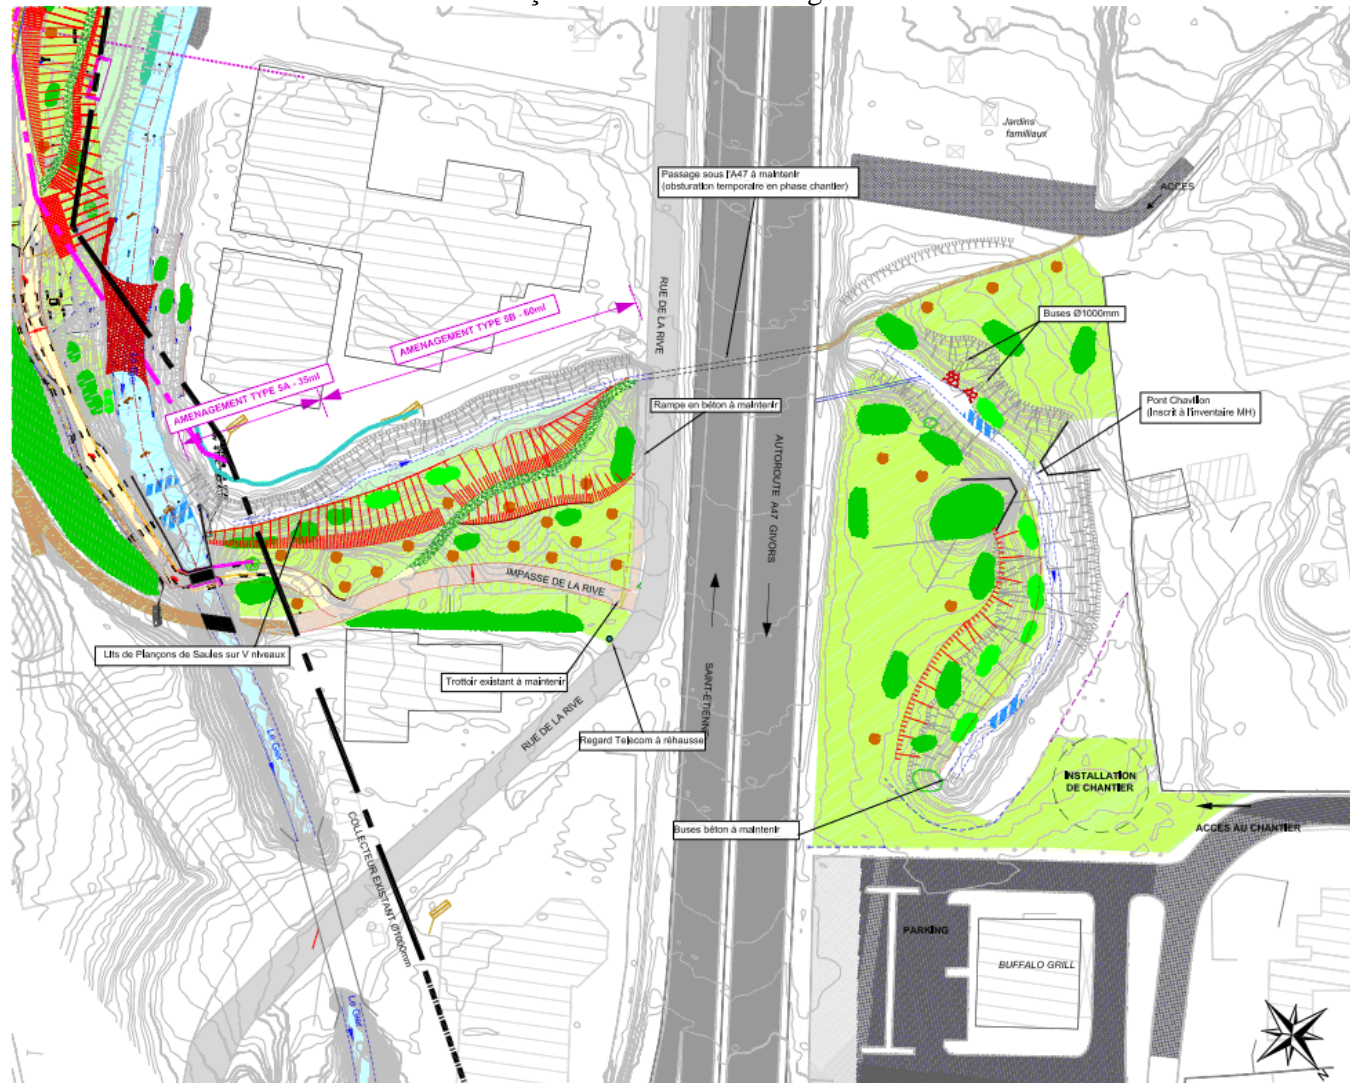 Jardins
familliaux
Passage sous l'A47 à maintenir
(obsturation temporaire en phase chantier)
ACCES
RUE DE LA RIVE
Buses Ø1000mm
AMENAGEMENT TYPE 5B - 60ml
AMENAGEMENT TYPE 5A - 35ml
Rampe en béton à maintenir
Pont Chavillon
(Inscrit à l'inventaire MH)
AUTOROUTE A47 GIVORS
IMPASSE DE LA RIVE
Lits de Plançons de Saules sur V niveaux
Trottoir existant à maintenir
SAINT-ETIENNE
RUE DE LA RIVE
Regard Telecom à réhausse
Le Gier
INSTALLATION
DE CHANTIER
Buses béton à maintenir
ACCES AU CHANTIER
COLLECTEUR EXISTANT Ø1000mm
PARKING
BUFFALO GRILL
Le Gier
N